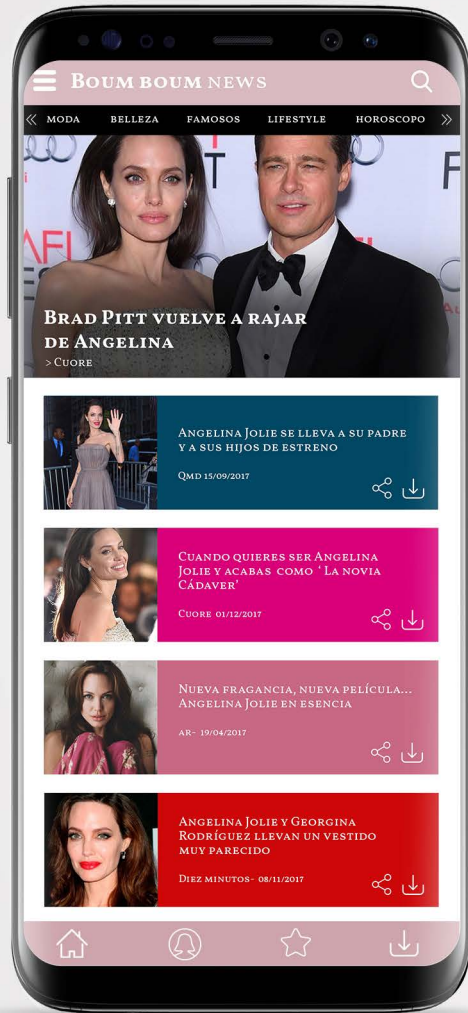 BOUM BOUM NEWS
« MODA BELLEZA FAMOSOS LIFESTYLE HOROSCOPO »
AFI FEST
BRAD PITT VUELVE A RAJAR
DE ANGELINA
> CUORE
ANGELINA JOLIE SE LLEVA A SU PADRE
Y A SUS HIJOS DE ESTRENO
QMD 15/09/2017
CUANDO QUIERES SER ANGELINA
JOLIE Y ACABAS COMO ‘ LA NOVIA
CÁDAVER’
CUORE 01/12/2017
NUEVA FRAGANCIA, NUEVA PELÍCULA...
ANGELINA JOLIE EN ESENCIA
AR- 19/04/2017
ANGELINA JOLIE Y GEORGINA
RODRÍGUEZ LLEVAN UN VESTIDO
MUY PARECIDO
DIEZ MINUTOS- 08/11/2017